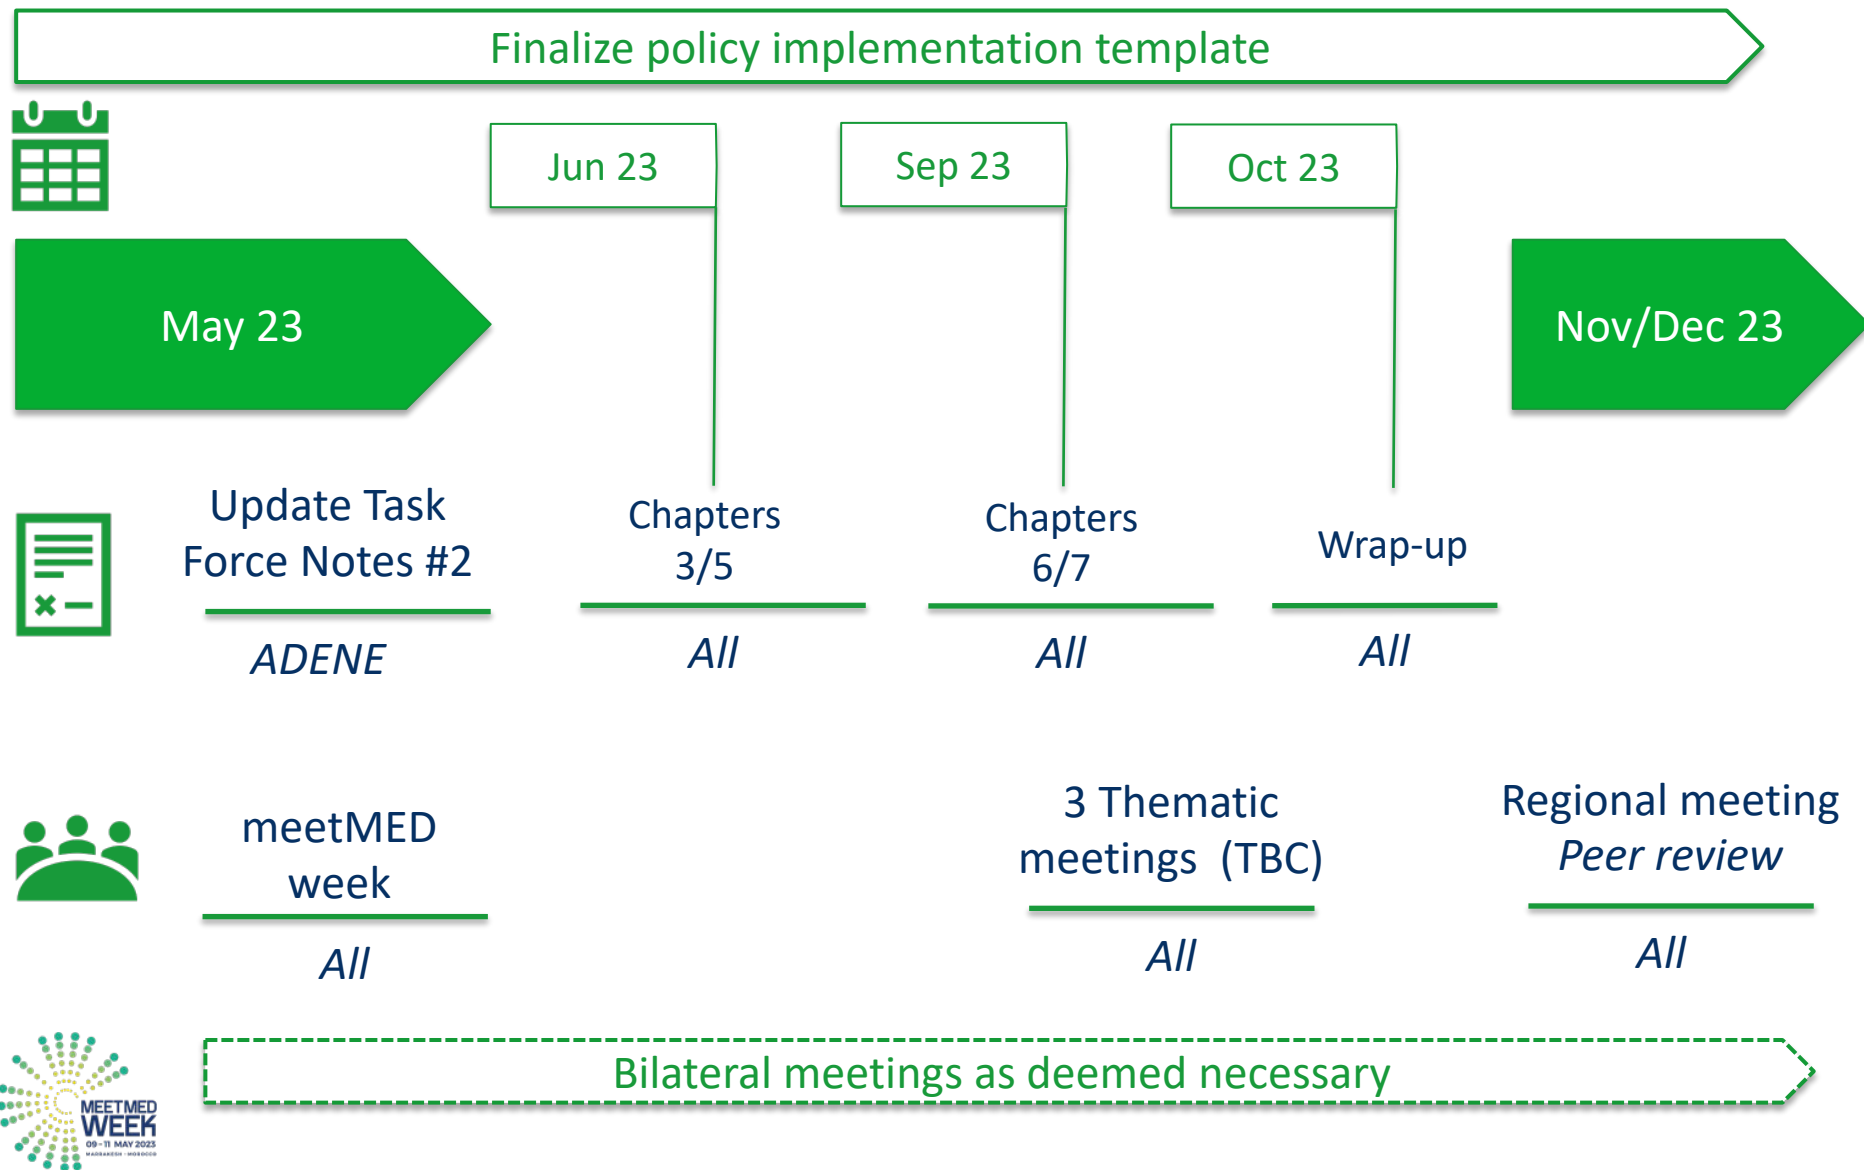 Finalize policy implementation template
Jun 23
Sep 23
Oct 23
May 23
Nov/Dec 23
Update Task
Force Notes #2
ADENE
Chapters
3/5
All
Chapters
6/7
All
Wrap-up
All
meetMED
week
All
3 Thematic
meetings (TBC)
All
Regional meeting
Peer review
All
Bilateral meetings as deemed necessary
MEETMED
WEEK
09 - 11 MAY 2023
MARRAKESH - MOROCCO